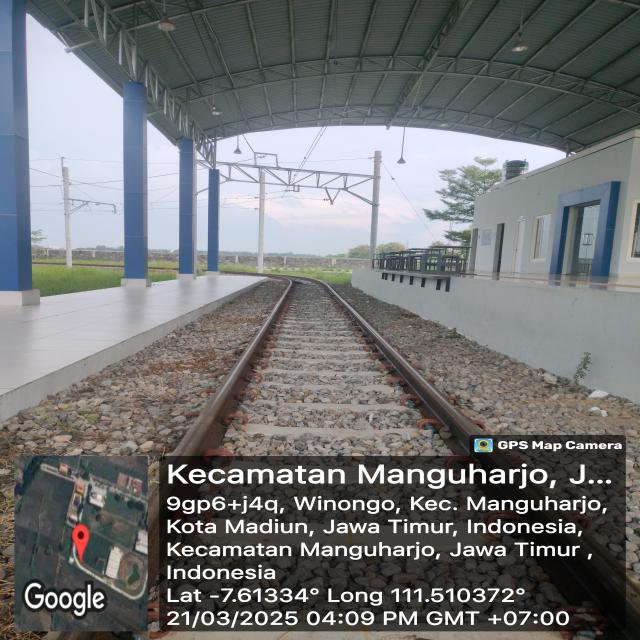 GPS Map Camera
Kecamatan Manguharjo, J...
9gp6+j4q, Winongo, Kec. Manguharjo,
Kota Madiun, Jawa Timur, Indonesia,
Kecamatan Manguharjo, Jawa Timur ,
Indonesia
Lat -7.61334° Long 111.510372°
21/03/2025 04:09 PM GMT +07:00
Google